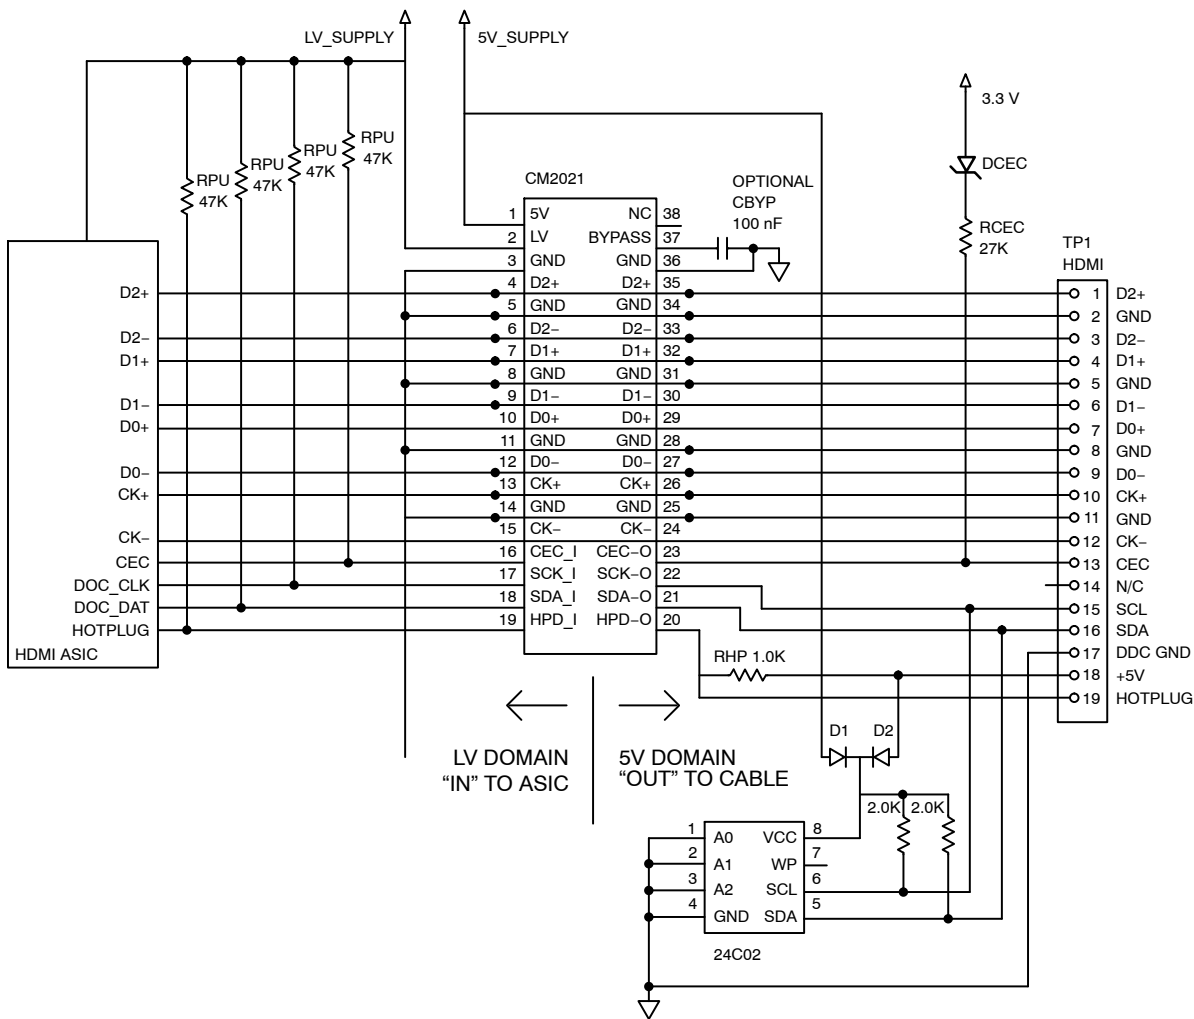 LV_SUPPLY
5V_SUPPLY
3.3 V
RPU
47K
RPU
47K
RPU
47K
RPU
47K
DCEC
RCEC
27K
CM2021
OPTIONAL
CBYP
100 nF
TP1
HDMI
D2+
D2−
D1+
D1−
D0+
D0−
CK+
CK−
CEC
DOC_CLK
DOC_DAT
HOTPLUG
HDMI ASIC
1 5V NC 38
2 LV BYPASS 37
3 GND GND 36
4 D2+ D2+ 35
5 GND GND 34
6 D2− D2− 33
7 D1+ D1+ 32
8 GND GND 31
9 D1− D1− 30
10 D0+ D0+ 29
11 GND GND 28
12 D0− D0− 27
13 CK+ CK+ 26
14 GND GND 25
15 CK− CK− 24
16 CEC_I CEC−O 23
17 SCK_I SCK−O 22
18 SDA_I SDA−O 21
19 HPD_I HPD−O 20
1 D2+
2 GND
3 D2−
4 D1+
5 GND
6 D1−
7 D0+
8 GND
9 D0−
10 CK+
11 GND
12 CK−
13 CEC
14 N/C
15 SCL
16 SDA
17 DDC GND
18 +5V
19 HOTPLUG
RHP 1.0K
LV DOMAIN
“IN” TO ASIC
5V DOMAIN
“OUT” TO CABLE
D1
D2
2.0K
2.0K
1 A0 VCC 8
2 A1 WP 7
3 A2 SCL 6
4 GND SDA 5
24C02